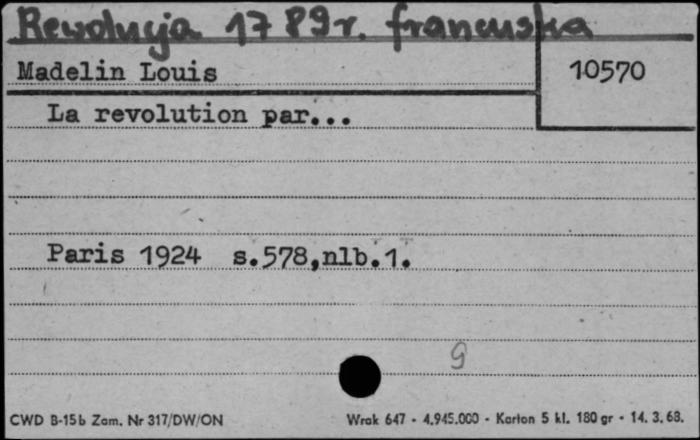 Rewolucja 1789r. francuska
Madelin Louis
10570
La revolution par...
Paris 1924 s.578,nlb.1.
9
CWD B-15b Zam. Nr 317/DW/ON
Wrak 647 - 4.945.000 - Karton 5 kl. 180 gr - 14. 3. 68.